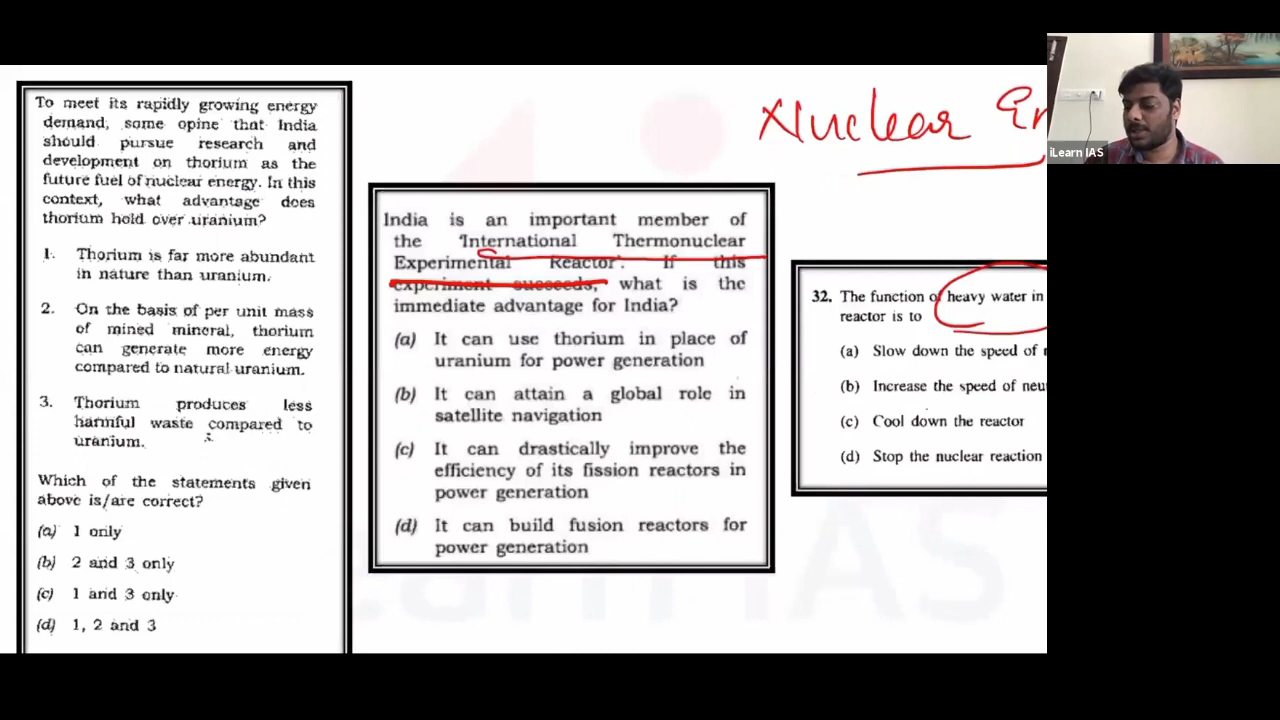 To meet its rapidly growing energy
demand, some opine that India
should pursue research and
development on thorium as the
future fuel of nuclear energy. In this
context, what advantage does
thorium hold over uranium?
1. Thorium is far more abundant
in nature than uranium.
2. On the basis of per unit mass
of mined mineral, thorium
can generate more energy
compared to natural uranium.
3. Thorium produces less
harmful waste compared to
uranium.
Which of the statements given
above is/are correct?
(a) 1 only
(b) 2 and 3 only
(c) 1 and 3 only
(d) 1, 2 and 3
India is an important member of
the 'International Thermonuclear
Experimental Reactor'. If this
experiment succeeds, what is the
immediate advantage for India?
(a) It can use thorium in place of
uranium for power generation
(b) It can attain a global role in
satellite navigation
(c) It can drastically improve the
efficiency of its fission reactors in
power generation
(d) It can build fusion reactors for
power generation
Nuclear
32. The function of heavy water in
reactor is to
(a) Slow down the speed of
(b) Increase the speed of
(c) Cool down the reactor
(d) Stop the nuclear reaction
iLearn IAS